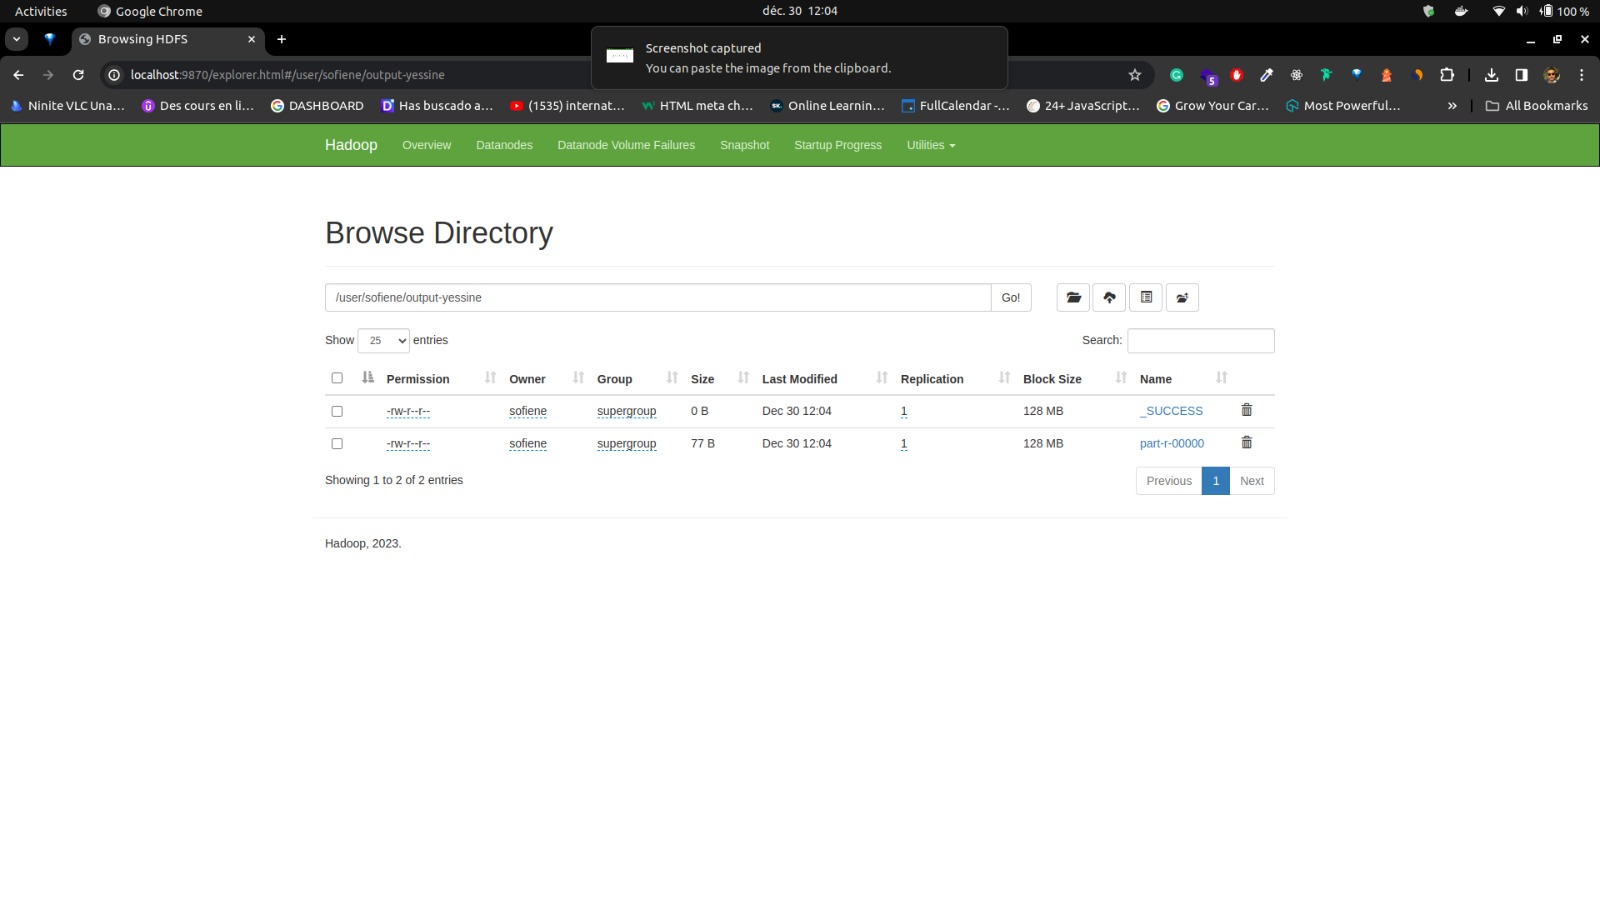 Activities Google Chrome déc. 30 12:04 100 %
Browsing HDFS
Screenshot captured
You can paste the image from the clipboard.
localhost:9870/explorer.html#/user/sofiene/output-yessine
5
Ninite VLC Una... Des cours en li... DASHBOARD Has buscado a... (1535) internat... HTML meta ch... Online Learnin... FullCalendar -... 24+ JavaScript... Grow Your Car... Most Powerful... » All Bookmarks
Hadoop Overview Datanodes Datanode Volume Failures Snapshot Startup Progress Utilities
Browse Directory
/user/sofiene/output-yessine Go!
Show 25 entries Search:
Permission Owner Group Size Last Modified Replication Block Size Name
-rw-r--r-- sofiene supergroup 0 B Dec 30 12:04 1 128 MB _SUCCESS
-rw-r--r-- sofiene supergroup 77 B Dec 30 12:04 1 128 MB part-r-00000
Showing 1 to 2 of 2 entries Previous 1 Next
Hadoop, 2023.